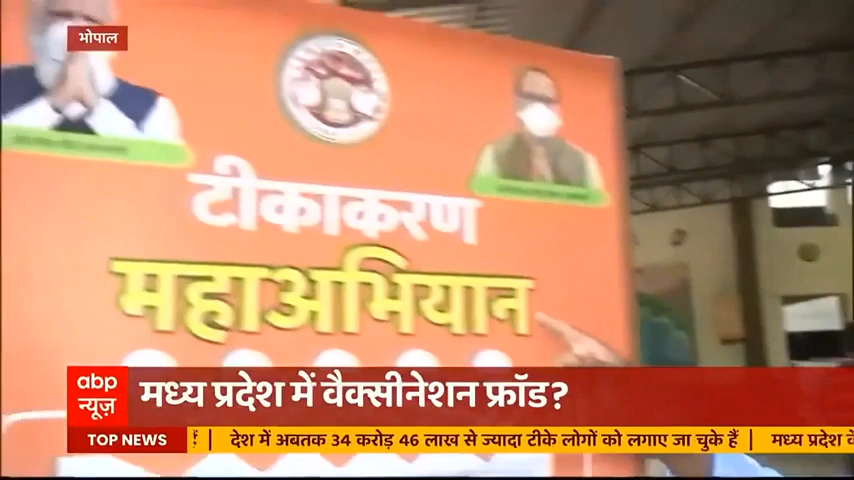 भोपाल
टीकाकरण
महाअभियान
abp
न्यूज़
मध्य प्रदेश में वैक्सीनेशन फ्रॉड?
TOP NEWS
हैं | देश में अबतक 34 करोड़ 46 लाख से ज्यादा टीके लोगों को लगाए जा चुके हैं | मध्य प्रदेश के